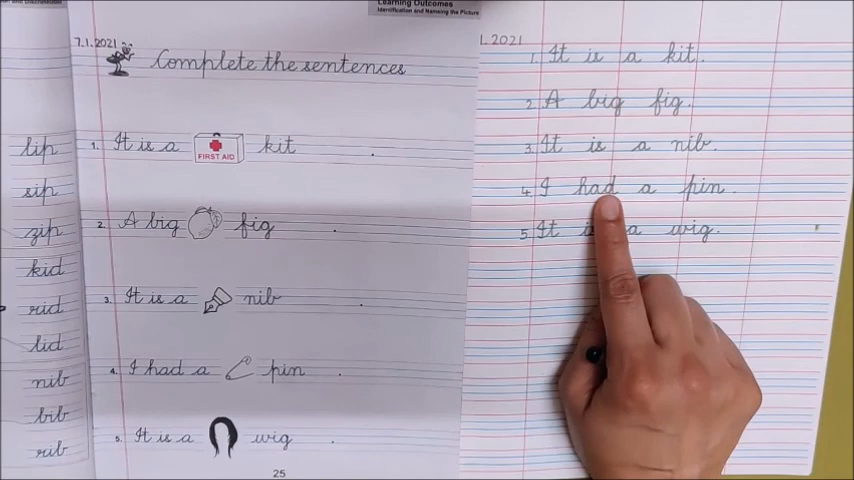 Learning Outcomes
Identification and Naming the Picture
7.1.2021
Complete the sentences
lip
sip
zip
kid
rid
lid
nib
bib
rib
1. It is a FIRST AID kit .
2. A big fig .
3. It is a nib .
4. I had a pin .
5. It is a wig .
25
1.2021
1. It is a kit.
2. A big fig.
3. It is a nib.
4. I had a pin.
5. It is a wig.